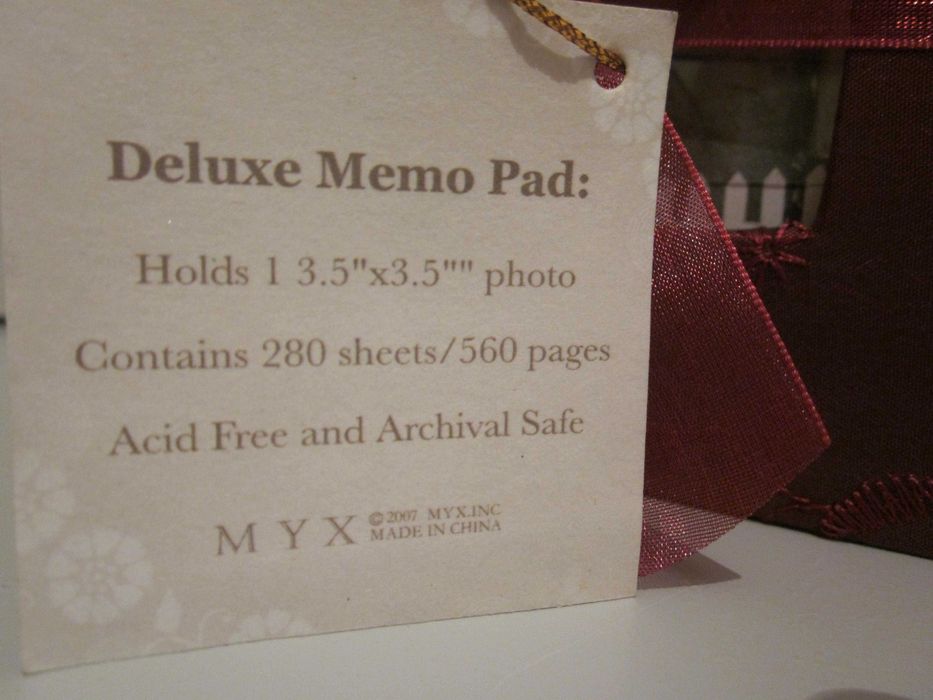 Deluxe Memo Pad:
Holds 1 3.5"x3.5"" photo
Contains 280 sheets/560 pages
Acid Free and Archival Safe
MYX ©2007 MYX.INC
MADE IN CHINA